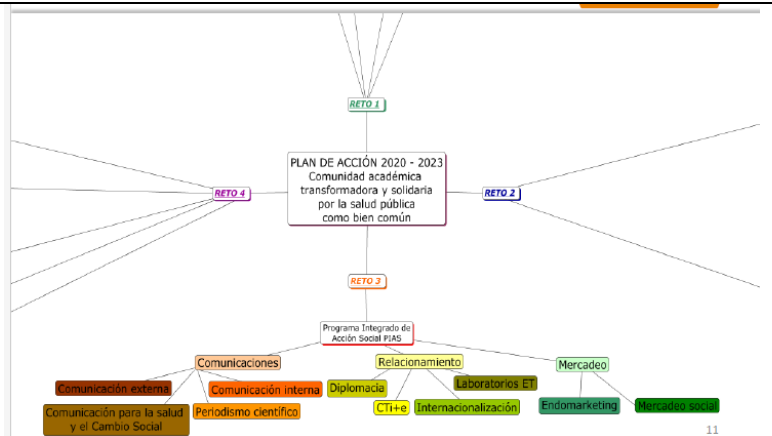 RETO 1
PLAN DE ACCIÓN 2020 - 2023
Comunidad académica
transformadora y solidaria
por la salud pública
como bien común
RETO 4
RETO 2
RETO 3
Programa Integrado de
Acción Social PIAS
Comunicaciones
Relacionamiento
Mercadeo
Comunicación externa
Comunicación interna
Comunicación para la salud
y el Cambio Social
Periodismo científico
Diplomacia
Laboratorios ET
CTi+e
Internacionalización
Endomarketing
Mercadeo social
11